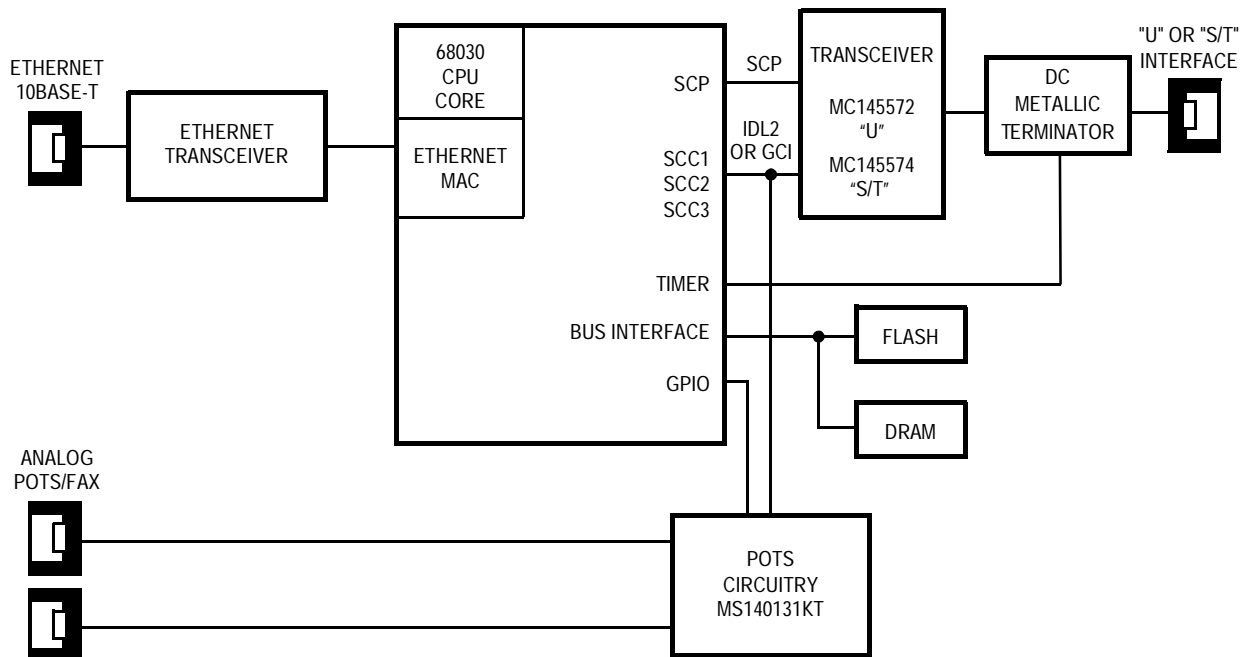 ETHERNET
10BASE-T
ETHERNET
TRANSCEIVER
68030
CPU
CORE
ETHERNET
MAC
SCP
SCC1
SCC2
SCC3
TIMER
BUS INTERFACE
GPIO
SCP
IDL2
OR GCI
TRANSCEIVER
MC145572
“U”
MC145574
“S/T”
DC
METALLIC
TERMINATOR
"U" OR "S/T"
INTERFACE
FLASH
DRAM
ANALOG
POTS/FAX
POTS
CIRCUITRY
MS140131KT